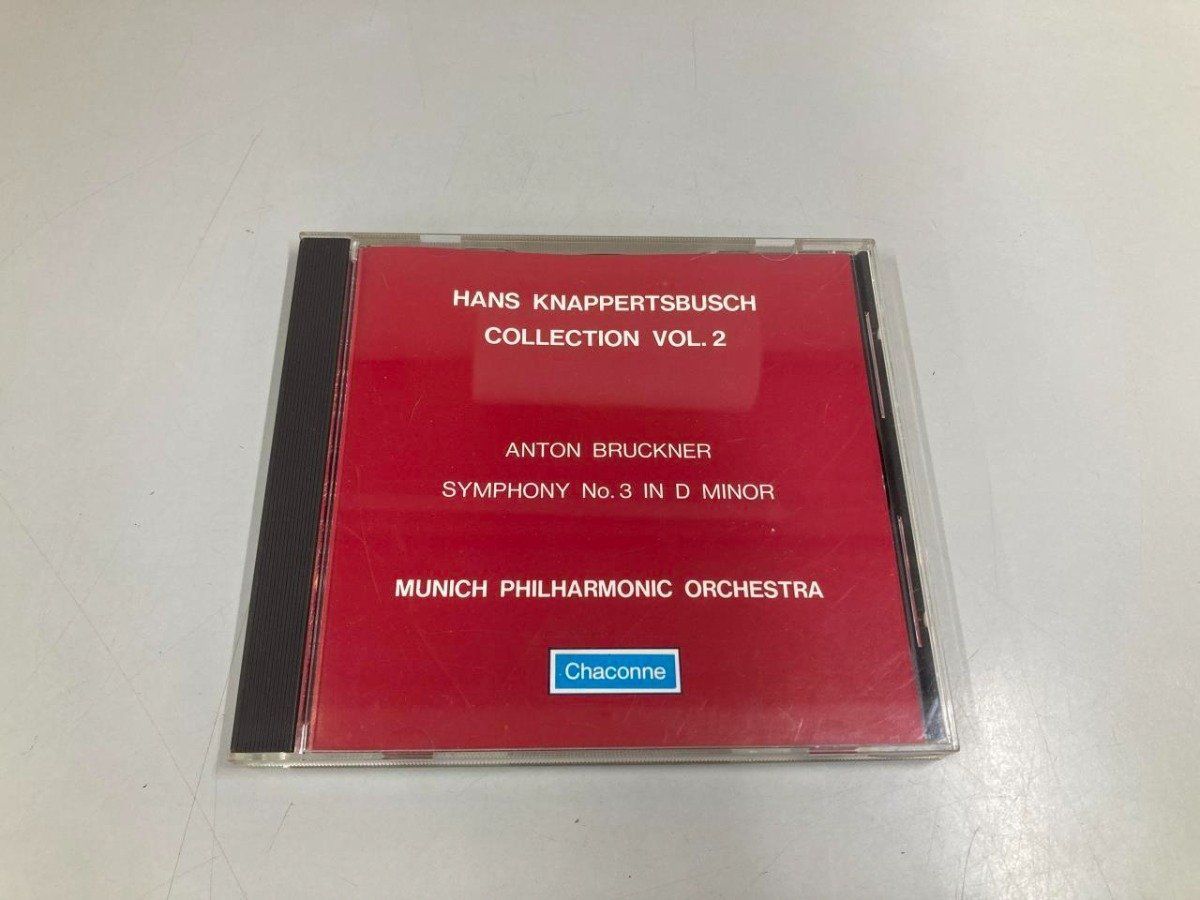 HANS KNAPPERTSBUSCH
COLLECTION VOL. 2
ANTON BRUCKNER
SYMPHONY No. 3 IN D MINOR
MUNICH PHILHARMONIC ORCHESTRA
Chaconne